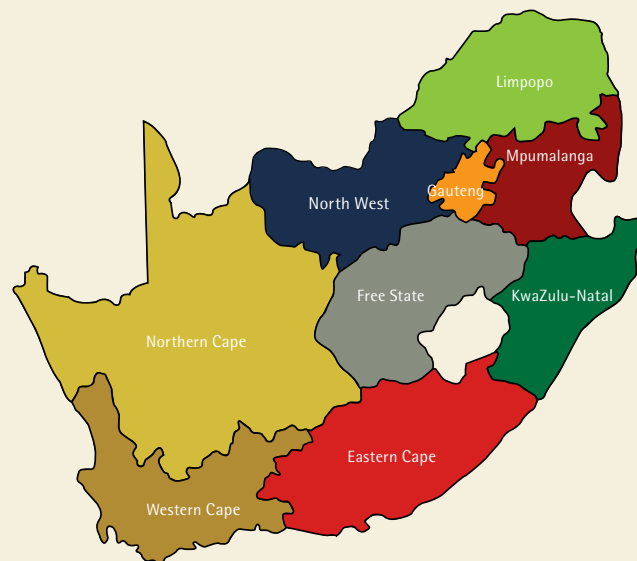 Limpopo
Mpumalanga
Gauteng
North West
Free State
KwaZulu-Natal
Northern Cape
Eastern Cape
Western Cape